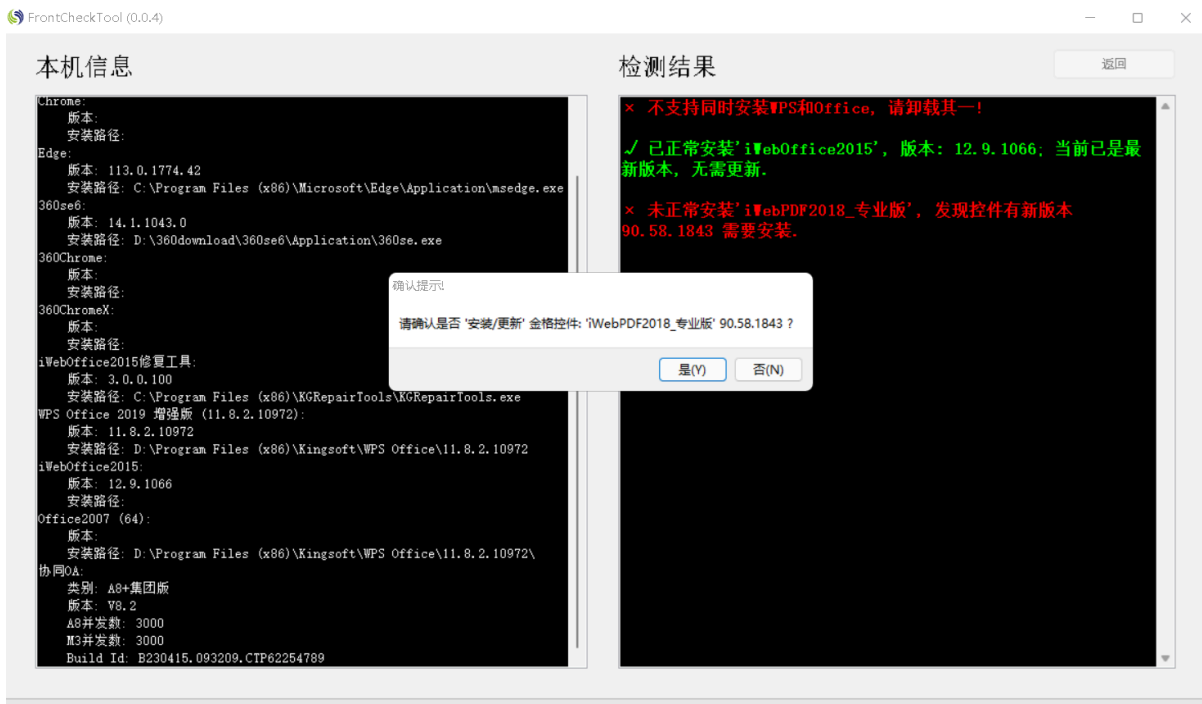 FrontCheckTool (0.0.4)
本机信息
Chrome:
版本:
安装路径:
Edge:
版本: 113.0.1774.42
安装路径: C:\Program Files (x86)\Microsoft\Edge\Application\msedge.exe
360se6:
版本: 14.1.1043.0
安装路径: D:\360download\360se6\Application\360se.exe
360Chrome:
版本:
安装路径:
360ChromeX:
版本:
安装路径:
iWebOffice2015修复工具:
版本: 3.0.0.100
安装路径: C:\Program Files (x86)\KGRepairTools\KGRepairTools.exe
WPS Office 2019 增强版 (11.8.2.10972):
版本: 11.8.2.10972
安装路径: D:\Program Files (x86)\Kingsoft\WPS Office\11.8.2.10972
iWebOffice2015:
版本: 12.9.1066
安装路径:
Office2007 (64):
版本:
安装路径: D:\Program Files (x86)\Kingsoft\WPS Office\11.8.2.10972\
协同OA:
类别: A8+集团版
版本: V8.2
A8并发数: 3000
M3并发数: 3000
Build Id: B230415.093209.CTP62254789
检测结果
返回
× 不支持同时安装WPS和Office, 请卸载其一!
√ 已正常安装'iWebOffice2015', 版本: 12.9.1066; 当前已是最
新版本, 无需更新.
× 未正常安装'iWebPDF2018_专业版', 发现控件有新版本
90.58.1843 需要安装.
确认提示!
请确认是否 '安装/更新' 金格控件: 'iWebPDF2018_专业版' 90.58.1843 ?
是(Y)
否(N)